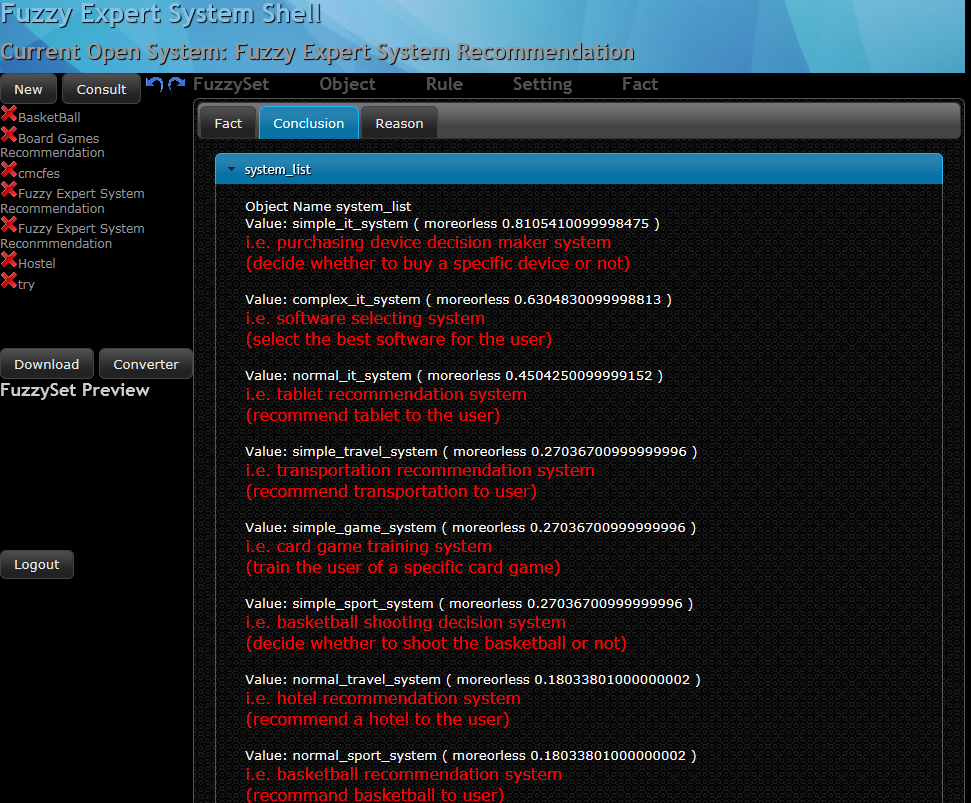 Fuzzy Expert System Shell
Current Open System: Fuzzy Expert System Recommendation
New
Consult
FuzzySet
Object
Rule
Setting
Fact
BasketBall
Board Games
Recommendation
cmcfes
Fuzzy Expert System
Recommendation
Fuzzy Expert System
Reconmmendation
Hostel
try
Download
Converter
FuzzySet Preview
Logout
Fact
Conclusion
Reason
system_list
Object Name system_list
Value: simple_it_system ( moreorless 0.8105410099998475 )
i.e. purchasing device decision maker system
(decide whether to buy a specific device or not)
Value: complex_it_system ( moreorless 0.6304830099998813 )
i.e. software selecting system
(select the best software for the user)
Value: normal_it_system ( moreorless 0.4504250099999152 )
i.e. tablet recommendation system
(recommend tablet to the user)
Value: simple_travel_system ( moreorless 0.27036700999999996 )
i.e. transportation recommendation system
(recommend transportation to user)
Value: simple_game_system ( moreorless 0.27036700999999996 )
i.e. card game training system
(train the user of a specific card game)
Value: simple_sport_system ( moreorless 0.27036700999999996 )
i.e. basketball shooting decision system
(decide whether to shoot the basketball or not)
Value: normal_travel_system ( moreorless 0.18033801000000002 )
i.e. hotel recommendation system
(recommend a hotel to the user)
Value: normal_sport_system ( moreorless 0.18033801000000002 )
i.e. basketball recommendation system
(recommand basketball to user)